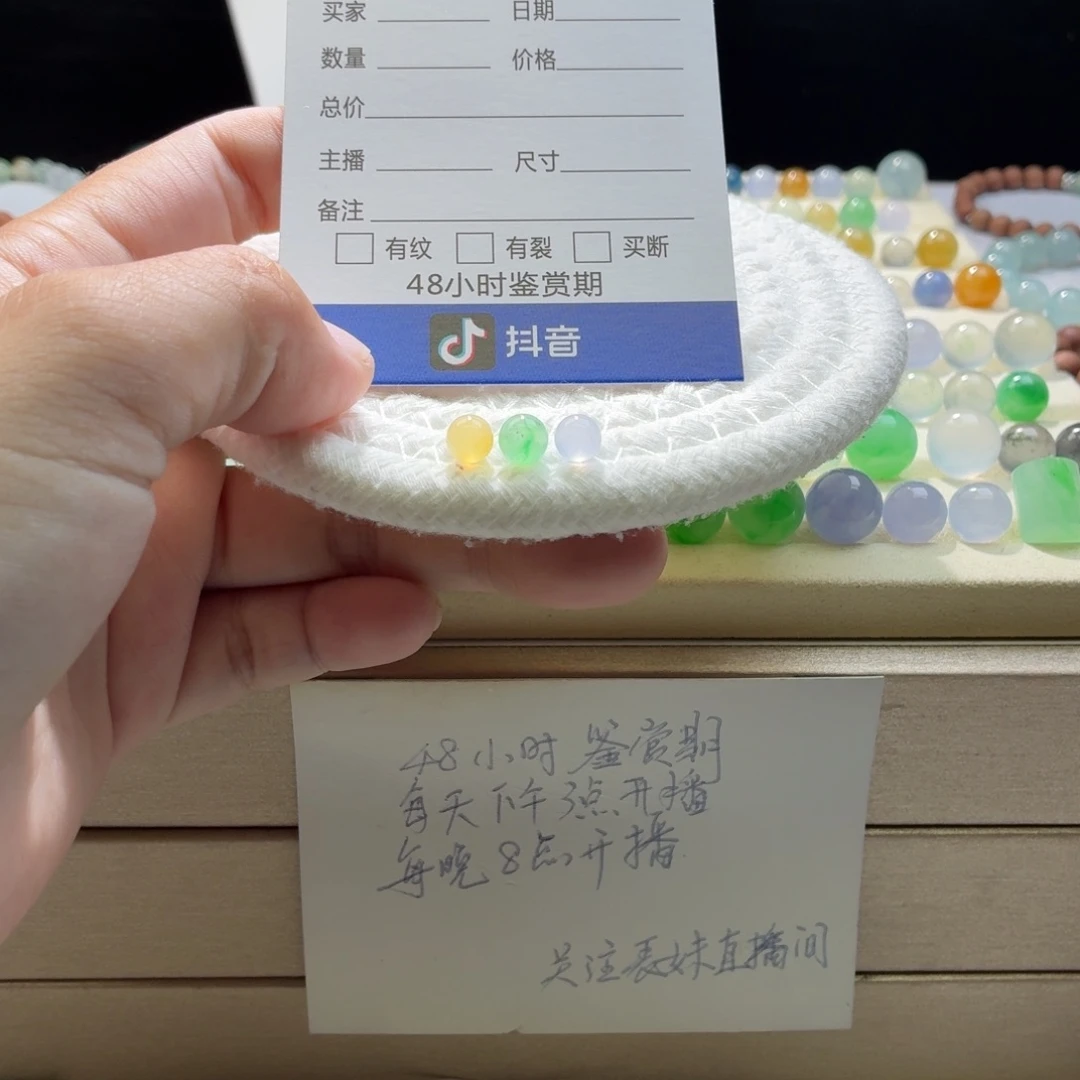 买家 日期
数量 价格
总价
主播 尺寸
备注
有纹 有裂 买断
48小时鉴赏期
抖音
48小时鉴赏期
每天下午3点开播
每晚8点开播
关注表妹直播间